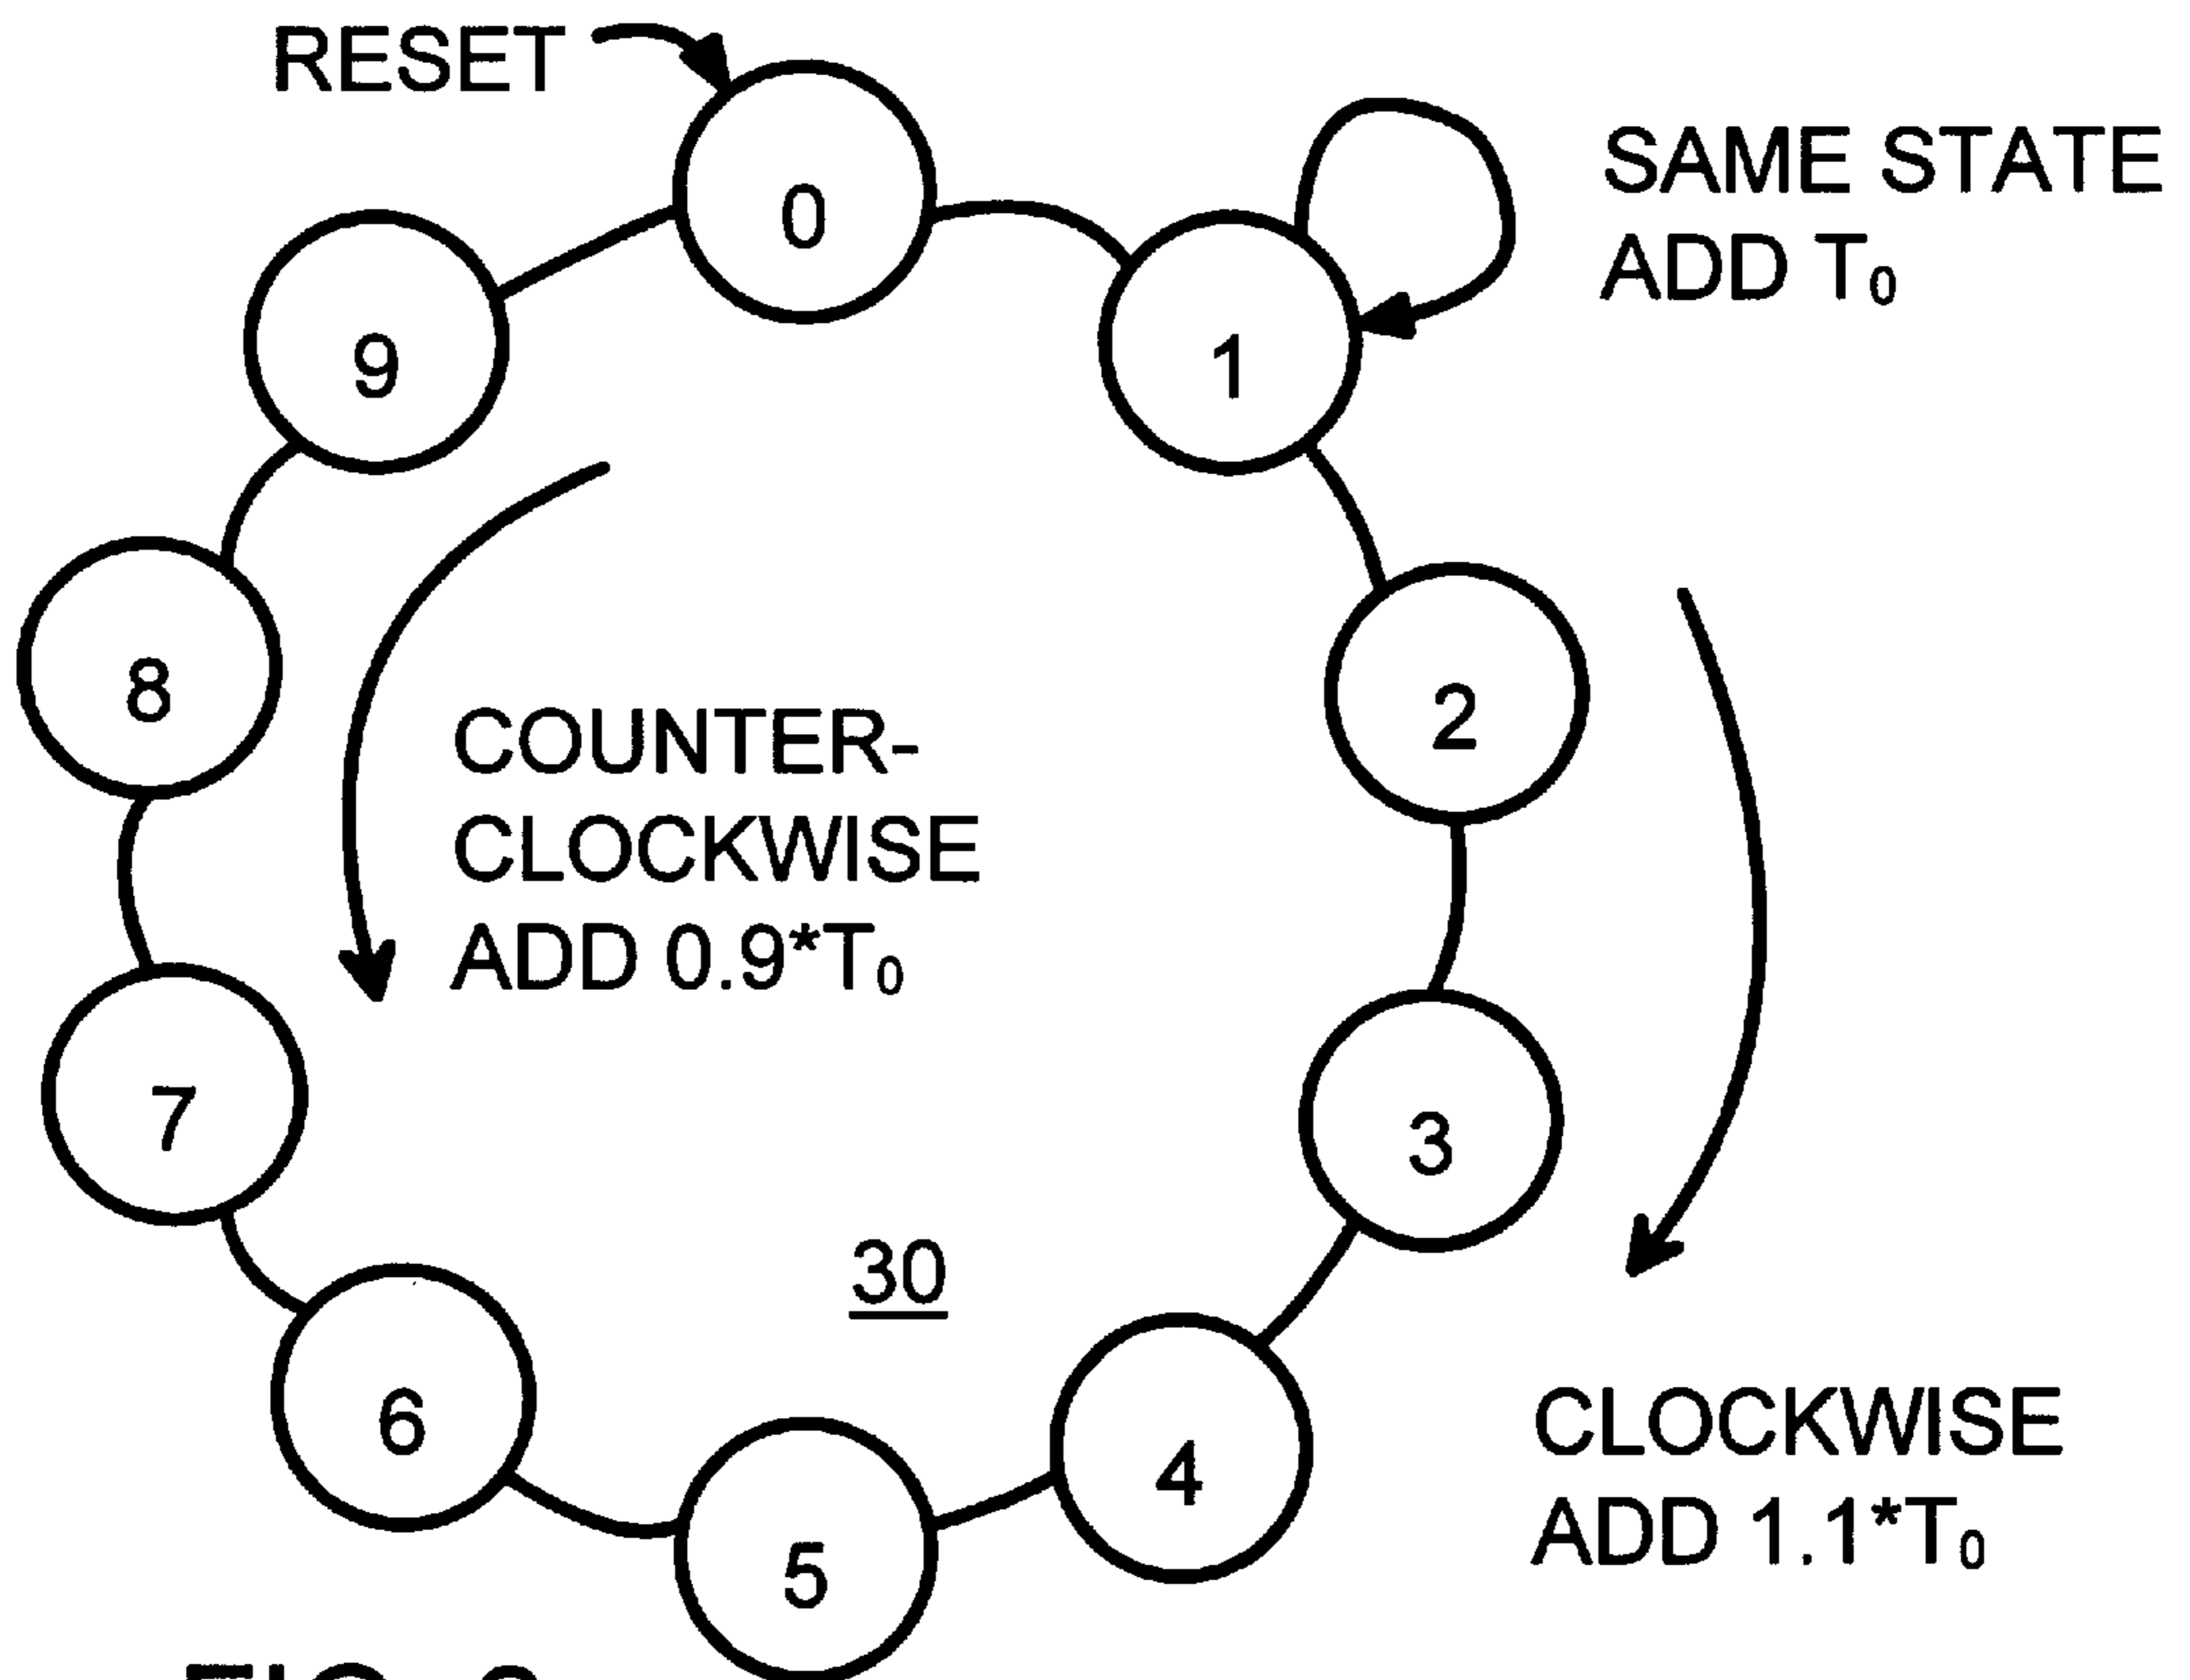 RESET
0
SAME STATE
ADD T₀
1
9
2
8
COUNTER-
CLOCKWISE
ADD 0.9*T₀
3
7
30
4
CLOCKWISE
ADD 1.1*T₀
6
5